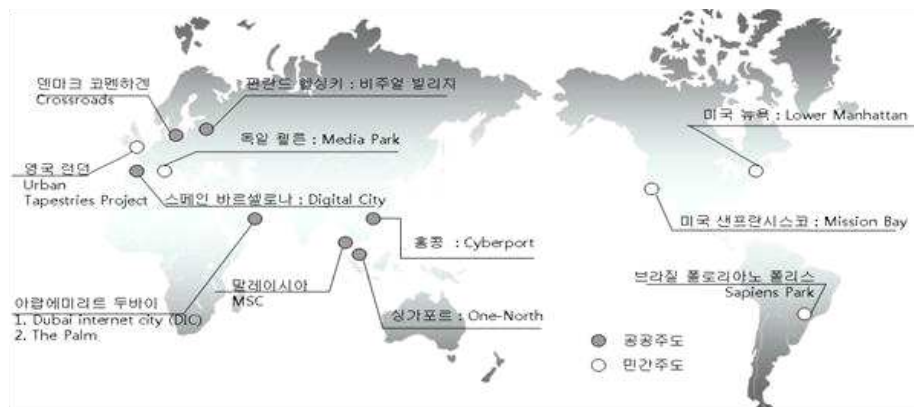 덴마크 코펜하겐
Crossroads
핀란드 헬싱키 : 비주얼 빌리지
미국 뉴욕 : Lower Manhattan
독일 퀼른 : Media Park
영국 런던
Urban
Tapestries Project
스페인 바르셀로나 : Digital City
미국 샌프란시스코 : Mission Bay
홍콩 : Cyberport
말레이시아
MSC
브라질 폴로리아노 폴리스
Sapiens Park
아랍에미리트 두바이
1. Dubai internet city (DIC)
2. The Palm
싱가포르 : One-North
공공주도
민간주도